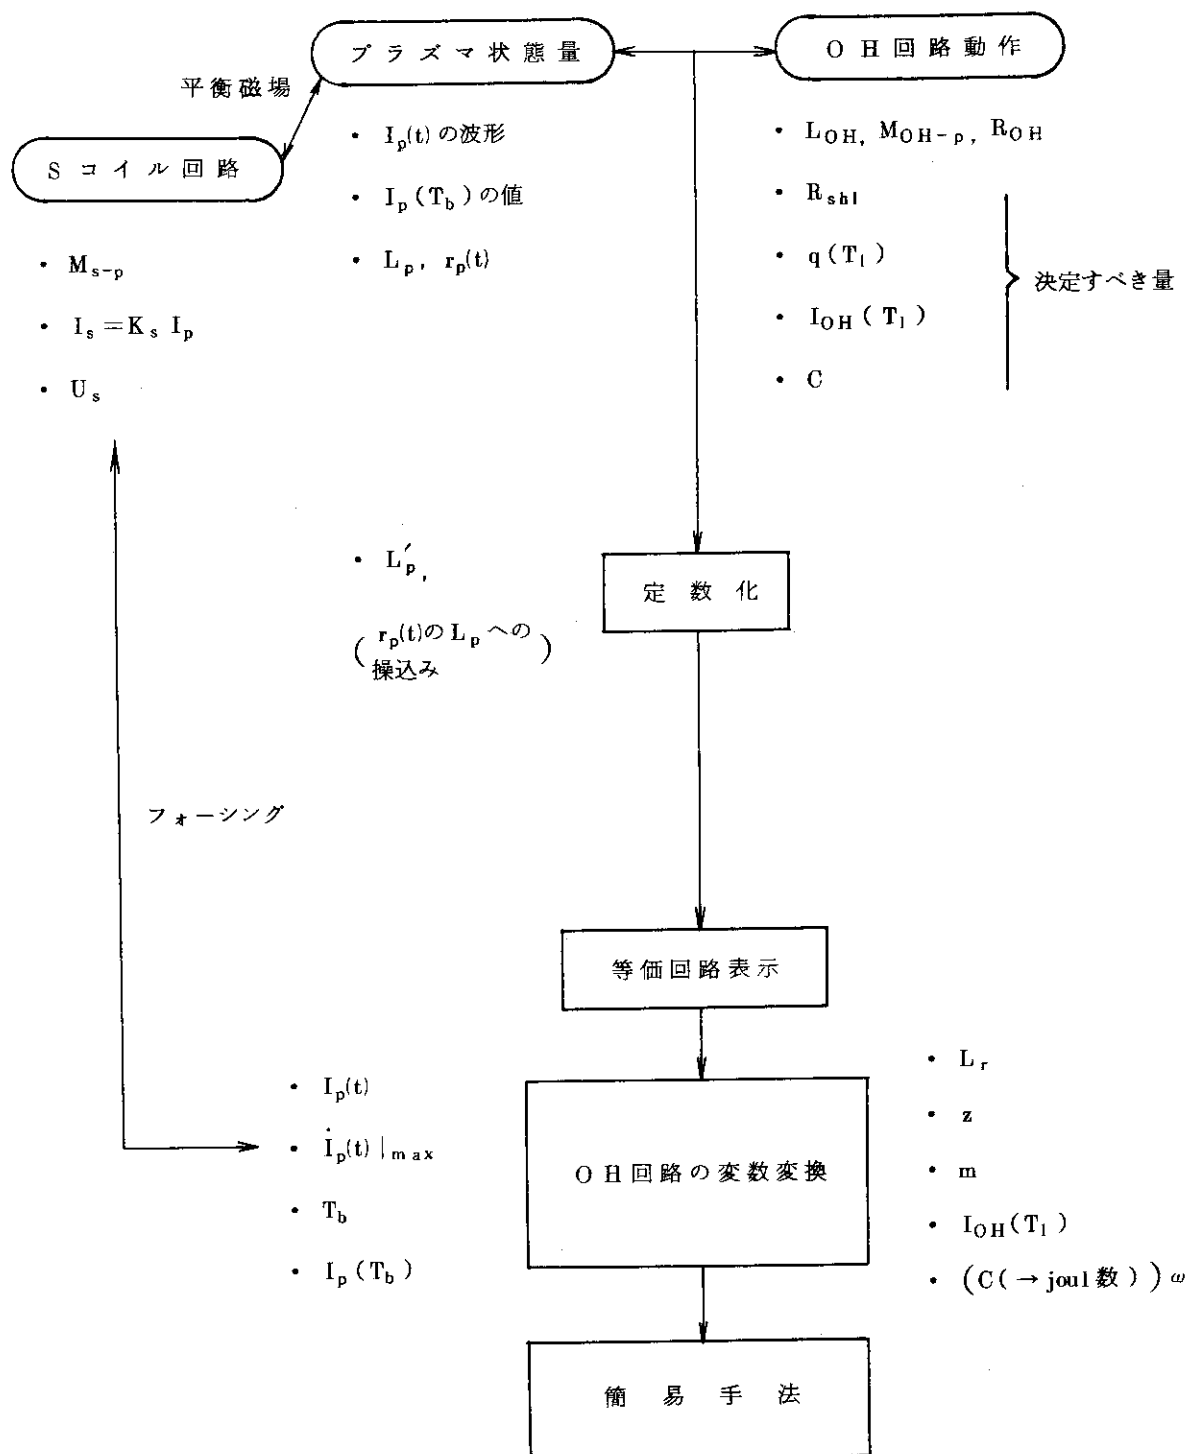 プラズマ状態量
OH回路動作
平衡磁場
Sコイル回路
• I_p(t)の波形
• I_p(T_b)の値
• L_p, r_p(t)
• L_OH, M_OH-p, R_OH
• R_shl
• q(T_l)
• I_OH(T_l)
• C
決定すべき量
• M_s-p
• I_s=K_s I_p
• U_s
• L'_p,
(r_p(t)のL_pへの
操込み)
定数化
フォーシング
等価回路表示
• I_p(t)
• İ_p(t)|_max
• T_b
• I_p(T_b)
OH回路の変数変換
• L_r
• z
• m
• I_OH(T_l)
• (C(→joul数))ω
簡易手法